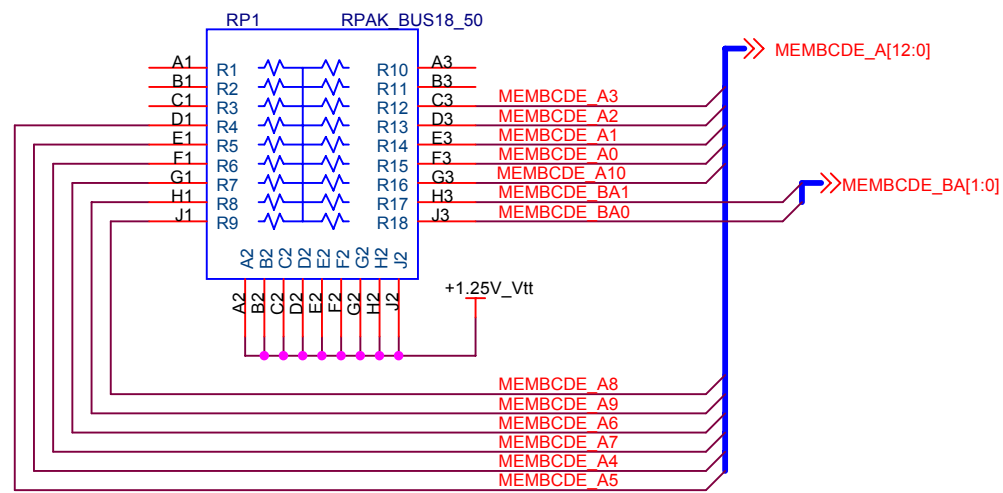 RP1 RPAK_BUS18_50
MEMBCDE_A[12:0]
A1 R1 R10 A3
B1 R2 R11 B3
C1 R3 R12 C3 MEMBCDE_A3
D1 R4 R13 D3 MEMBCDE_A2
E1 R5 R14 E3 MEMBCDE_A1
F1 R6 R15 F3 MEMBCDE_A0
G1 R7 R16 G3 MEMBCDE_A10
H1 R8 R17 H3 MEMBCDE_BA1
J1 R9 R18 J3 MEMBCDE_BA0
MEMBCDE_BA[1:0]
A2 B2 C2 D2 E2 F2 G2 H2 J2
A2 B2 C2 D2 E2 F2 G2 H2 J2
+1.25V_Vtt
MEMBCDE_A8
MEMBCDE_A9
MEMBCDE_A6
MEMBCDE_A7
MEMBCDE_A4
MEMBCDE_A5